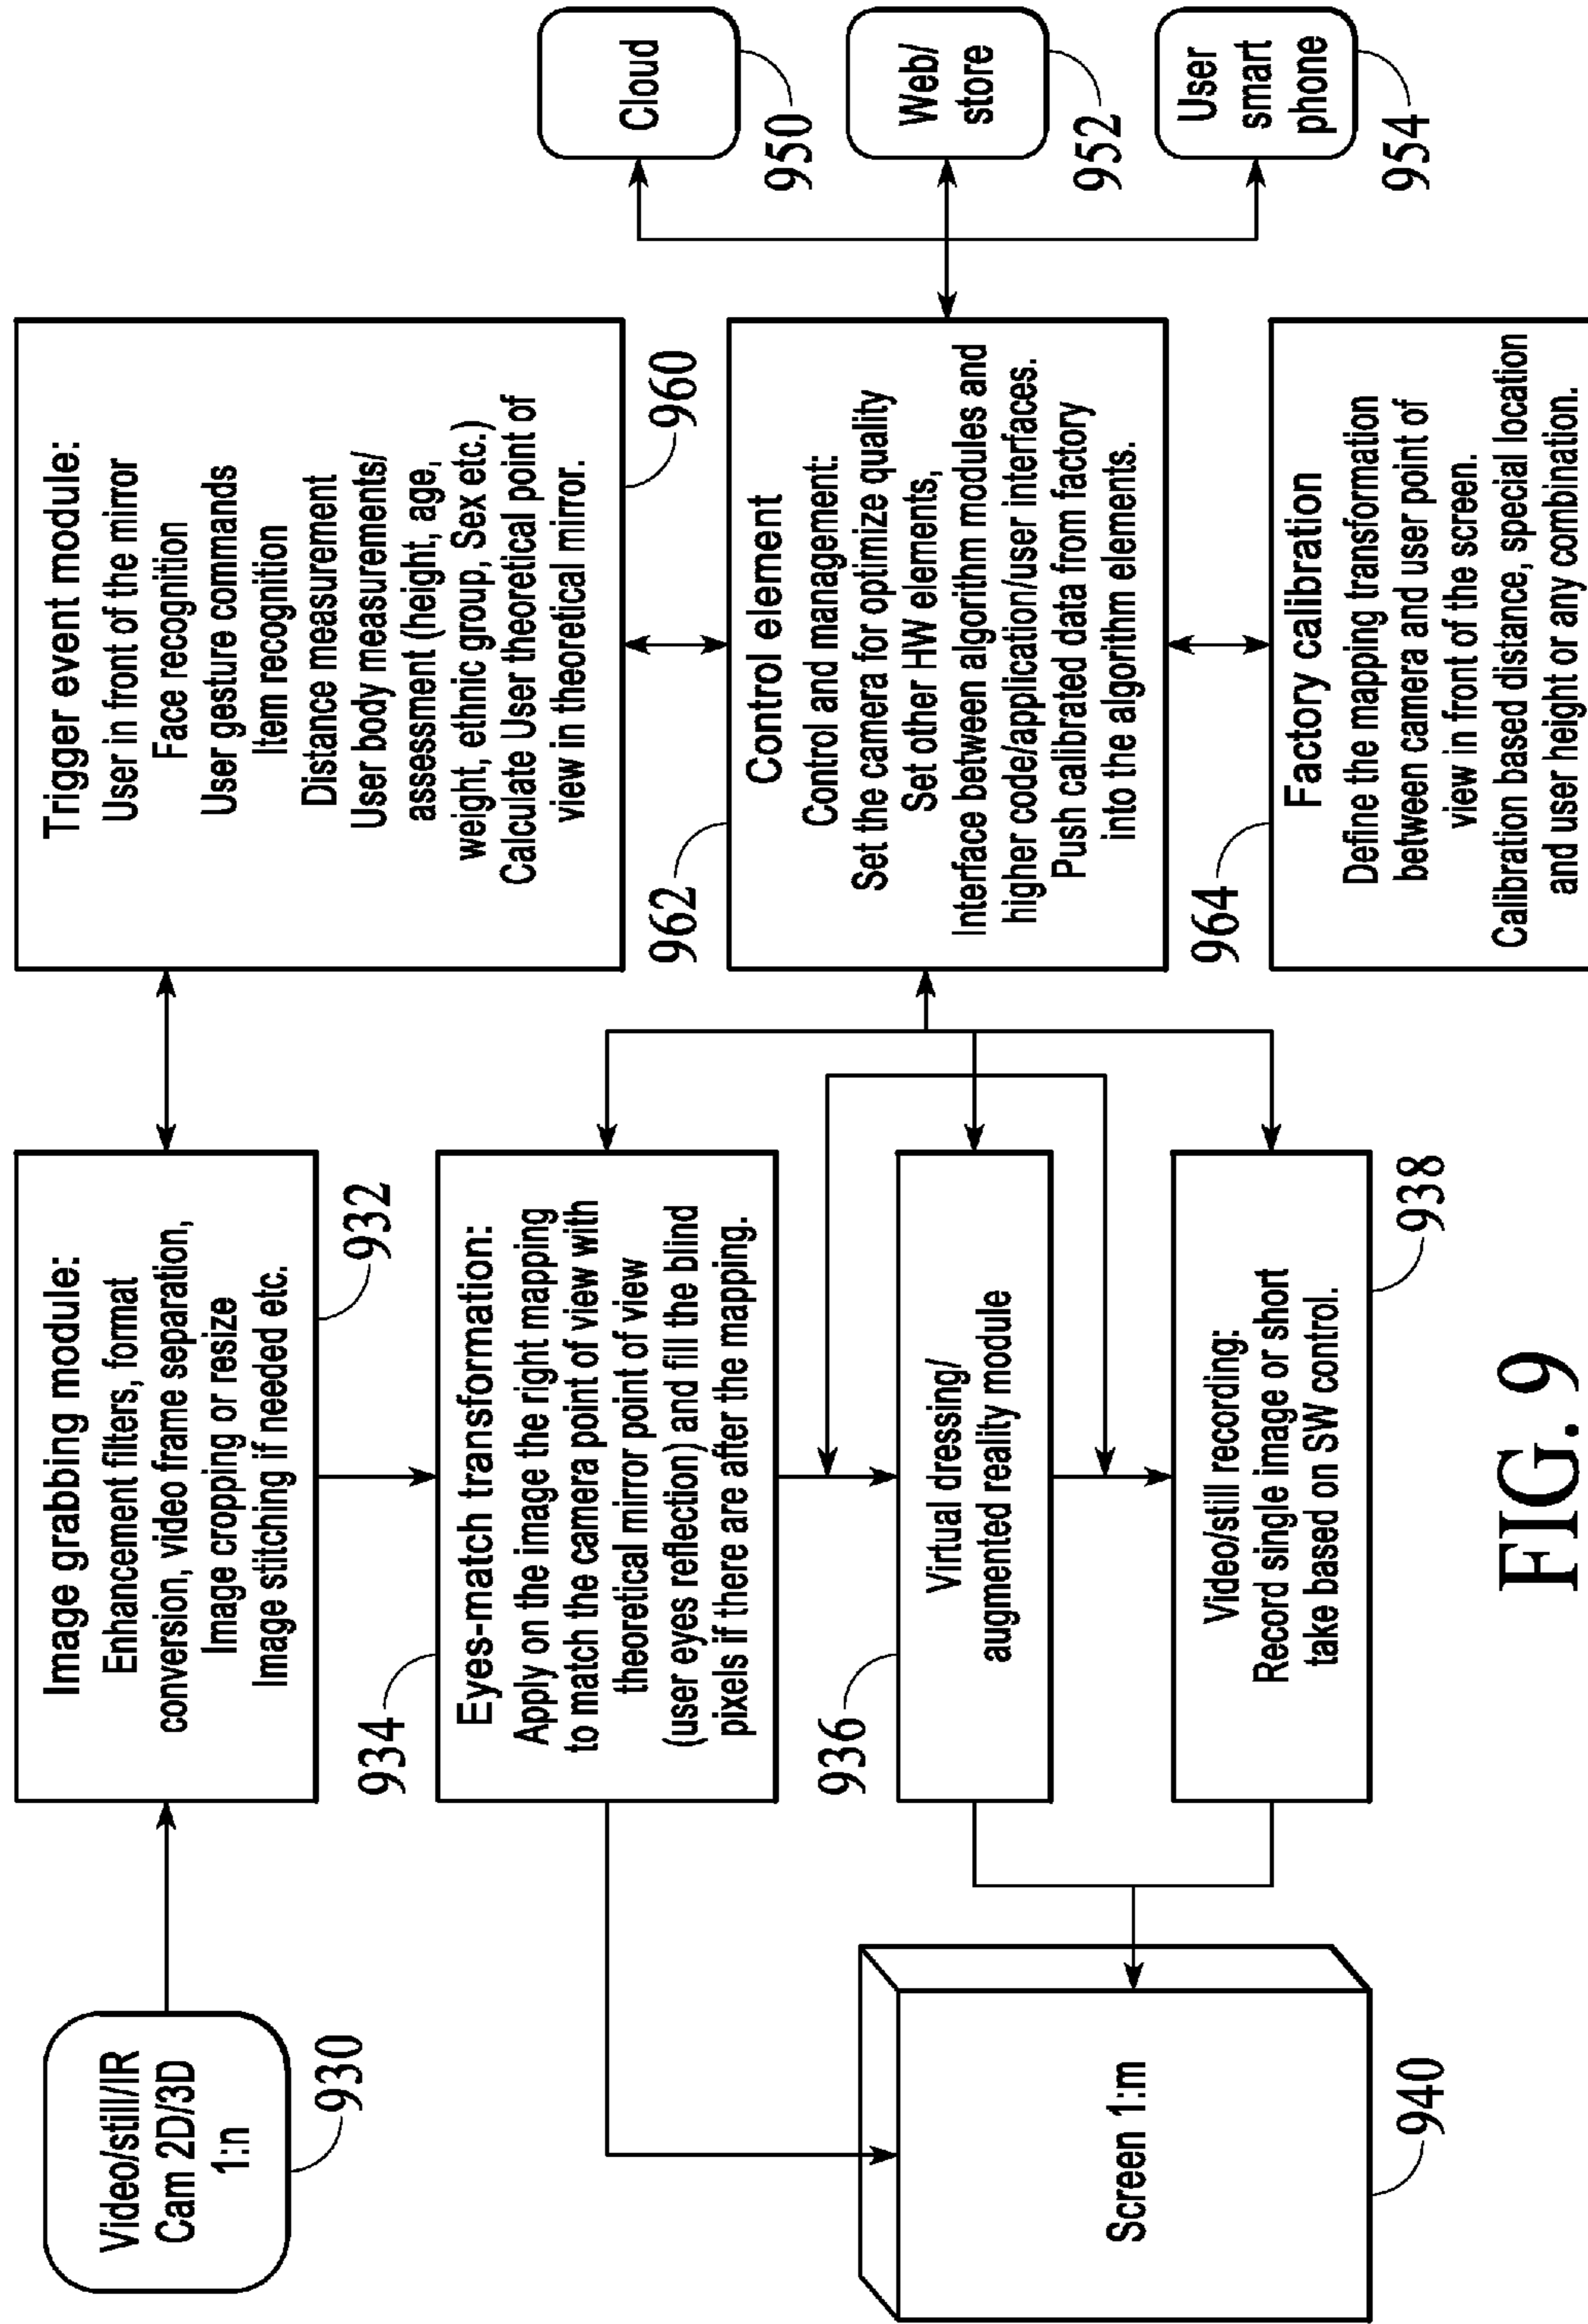 Video/still/IR
Cam 2D/3D
1:n
930
Image grabbing module:
Enhancement filters, format
conversion, video frame separation,
Image cropping or resize
Image stitching if needed etc.
932
Trigger event module:
User in front of the mirror
Face recognition
User gesture commands
Item recognition
Distance measurement
User body measurements/
assessment (height, age,
weight, ethnic group, Sex etc.)
Calculate User theoretical point of
view in theoretical mirror.
960
934
Eyes-match transformation:
Apply on the image the right mapping
to match the camera point of view with
theoretical mirror point of view
(user eyes reflection) and fill the blind
pixels if there are after the mapping.
962
Control element
Control and management:
Set the camera for optimize quality
Set other HW elements,
Interface between algorithm modules and
higher code/application/user interfaces.
Push calibrated data from factory
into the algorithm elements.
Cloud
950
Web/
store
952
User
smart
phone
954
936
Virtual dressing/
augmented reality module
Video/still recording:
Record single image or short
take based on SW control.
938
964
Factory calibration
Define the mapping transformation
between camera and user point of
view in front of the screen.
Calibration based distance, special location
and user height or any combination.
Screen 1:m
940
FIG. 9